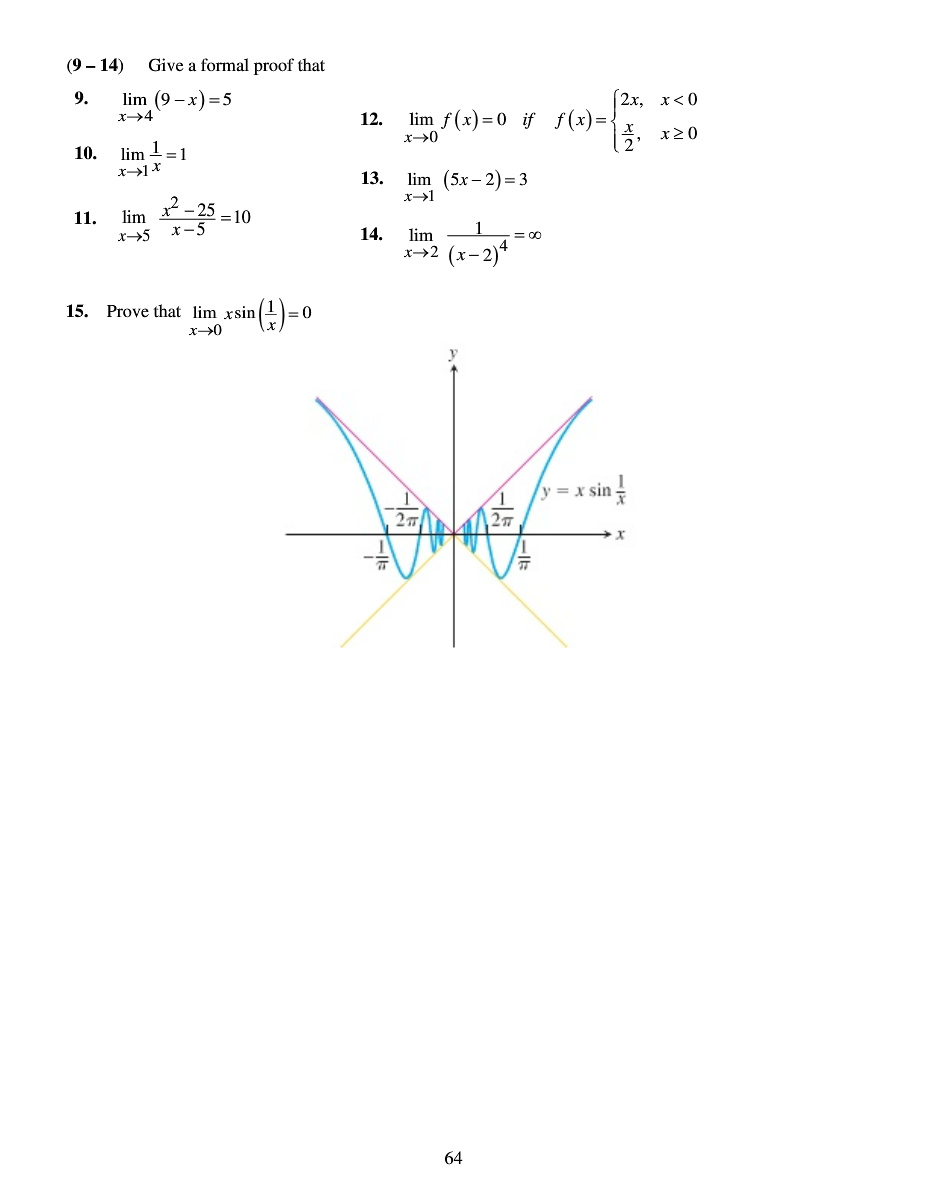 (9 – 14) Give a formal proof that
9. lim x→4 (9 − x) = 5
10. lim x→1 1/x = 1
11. lim x→5 (x² − 25)/(x − 5) = 10
12. lim x→0 f(x) = 0 if f(x) = { 2x, x < 0
x/2, x ≥ 0
13. lim x→1 (5x − 2) = 3
14. lim x→2 1/(x − 2)⁴ = ∞
15. Prove that lim x→0 x sin(1/x) = 0
y
y = x sin 1/x
−1/2π
1/2π
x
−1/π
1/π
64